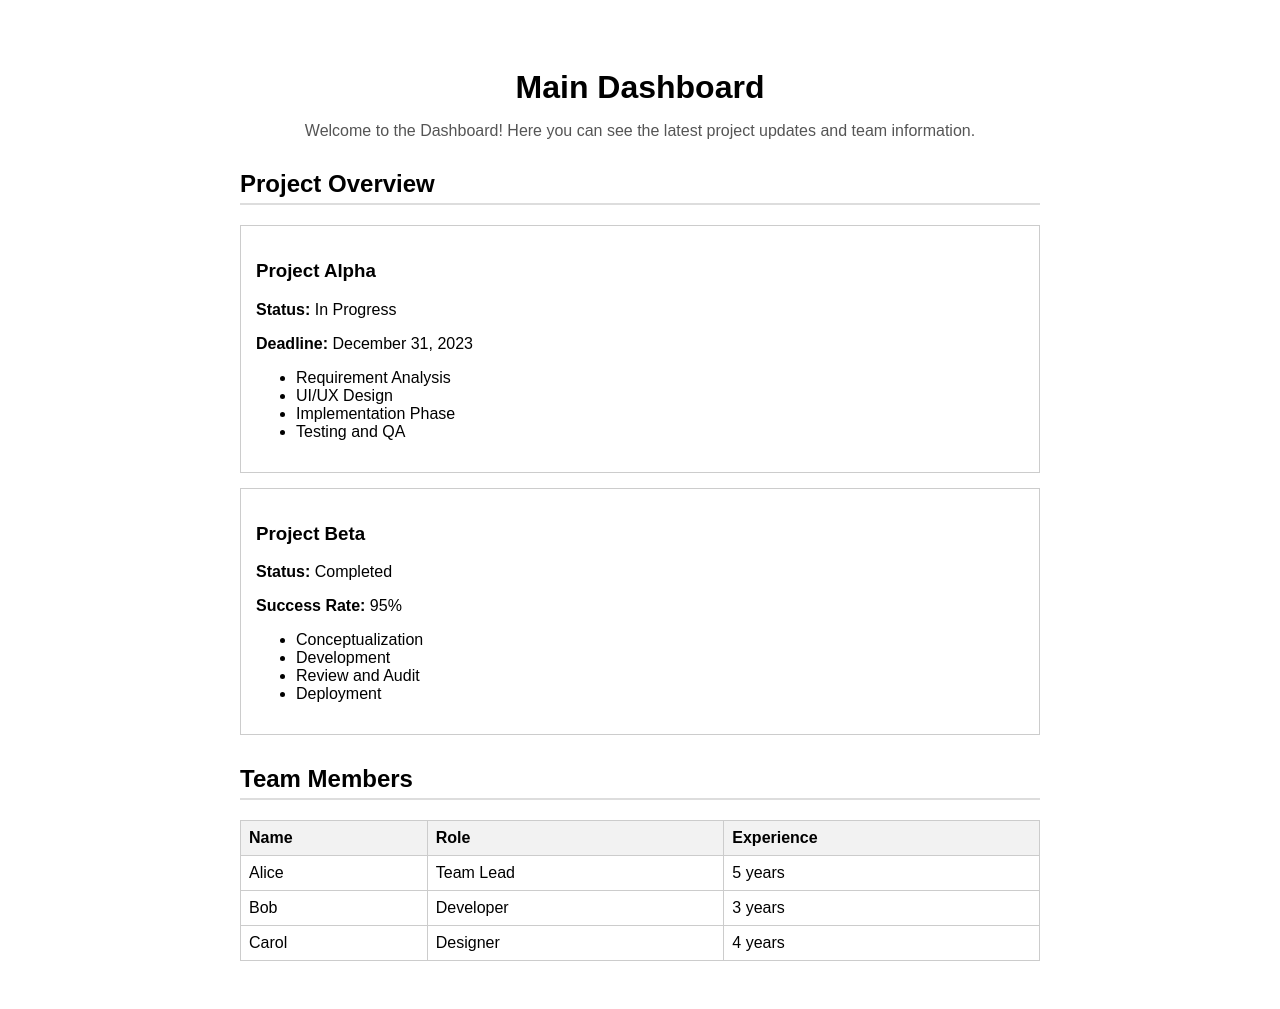 Main Dashboard
Welcome to the Dashboard! Here you can see the latest project updates and team information.
Project Overview
Project Alpha
Status: In Progress
Deadline: December 31, 2023
Requirement Analysis
UI/UX Design
Implementation Phase
Testing and QA
Project Beta
Status: Completed
Success Rate: 95%
Conceptualization
Development
Review and Audit
Deployment
Team Members
Name Role Experience
Alice Team Lead 5 years
Bob Developer 3 years
Carol Designer 4 years